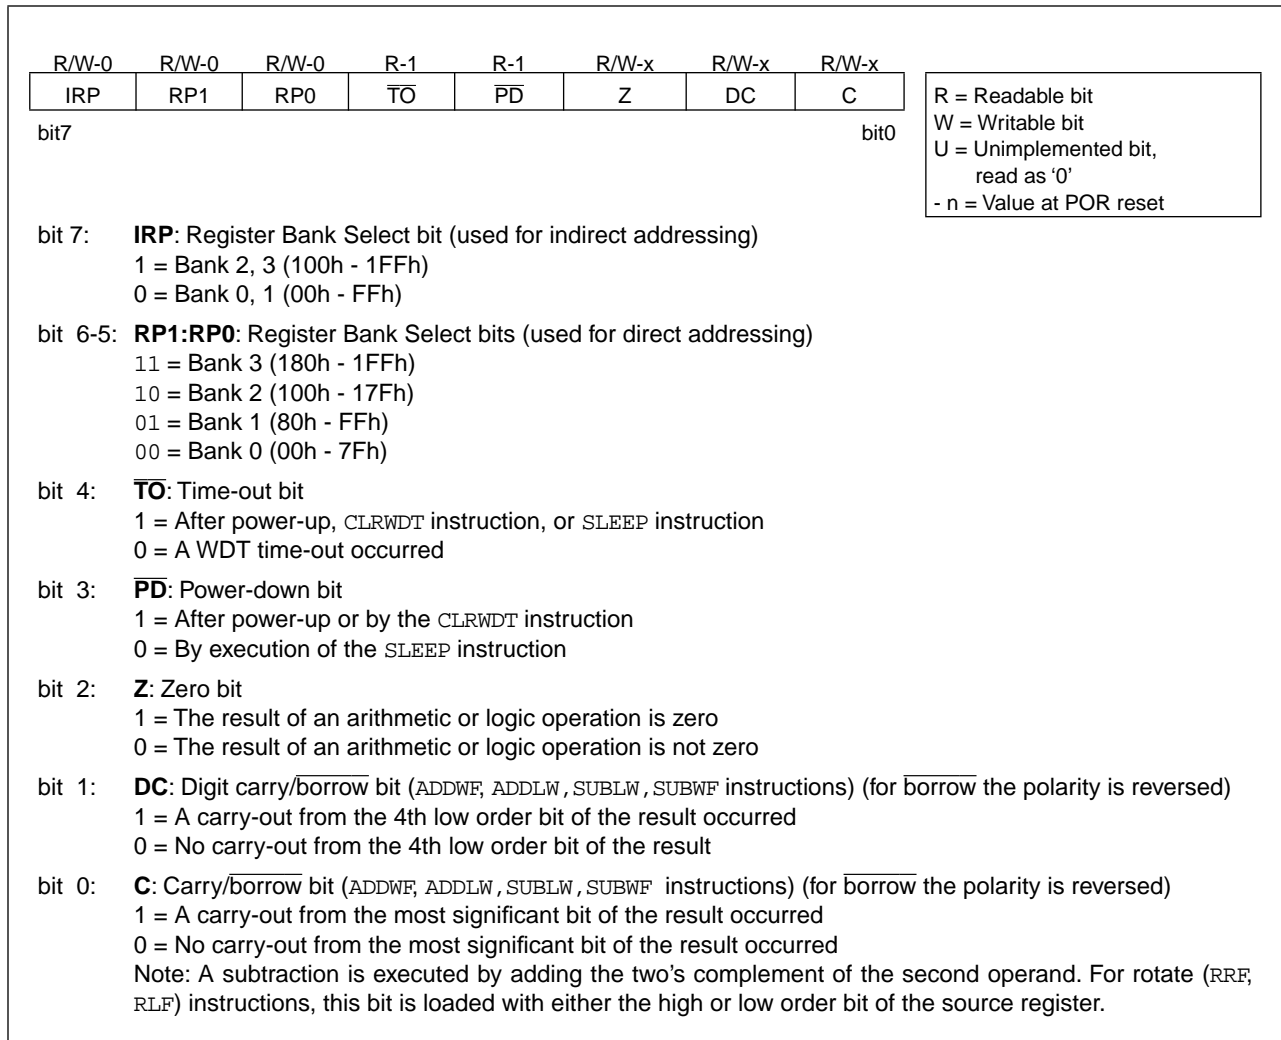 R/W-0 R/W-0 R/W-0 R-1 R-1 R/W-x R/W-x R/W-x
IRP RP1 RP0 T̅O̅ P̅D̅ Z DC C
bit7 bit0
R = Readable bit
W = Writable bit
U = Unimplemented bit,
read as ‘0’
- n = Value at POR reset
bit 7: IRP: Register Bank Select bit (used for indirect addressing)
1 = Bank 2, 3 (100h - 1FFh)
0 = Bank 0, 1 (00h - FFh)
bit 6-5: RP1:RP0: Register Bank Select bits (used for direct addressing)
11 = Bank 3 (180h - 1FFh)
10 = Bank 2 (100h - 17Fh)
01 = Bank 1 (80h - FFh)
00 = Bank 0 (00h - 7Fh)
bit 4: T̅O̅: Time-out bit
1 = After power-up, CLRWDT instruction, or SLEEP instruction
0 = A WDT time-out occurred
bit 3: P̅D̅: Power-down bit
1 = After power-up or by the CLRWDT instruction
0 = By execution of the SLEEP instruction
bit 2: Z: Zero bit
1 = The result of an arithmetic or logic operation is zero
0 = The result of an arithmetic or logic operation is not zero
bit 1: DC: Digit carry/b̅o̅r̅r̅o̅w̅ bit (ADDWF, ADDLW,SUBLW,SUBWF instructions) (for b̅o̅r̅r̅o̅w̅ the polarity is reversed)
1 = A carry-out from the 4th low order bit of the result occurred
0 = No carry-out from the 4th low order bit of the result
bit 0: C: Carry/b̅o̅r̅r̅o̅w̅ bit (ADDWF, ADDLW,SUBLW,SUBWF instructions) (for b̅o̅r̅r̅o̅w̅ the polarity is reversed)
1 = A carry-out from the most significant bit of the result occurred
0 = No carry-out from the most significant bit of the result occurred
Note: A subtraction is executed by adding the two’s complement of the second operand. For rotate (RRF,
RLF) instructions, this bit is loaded with either the high or low order bit of the source register.